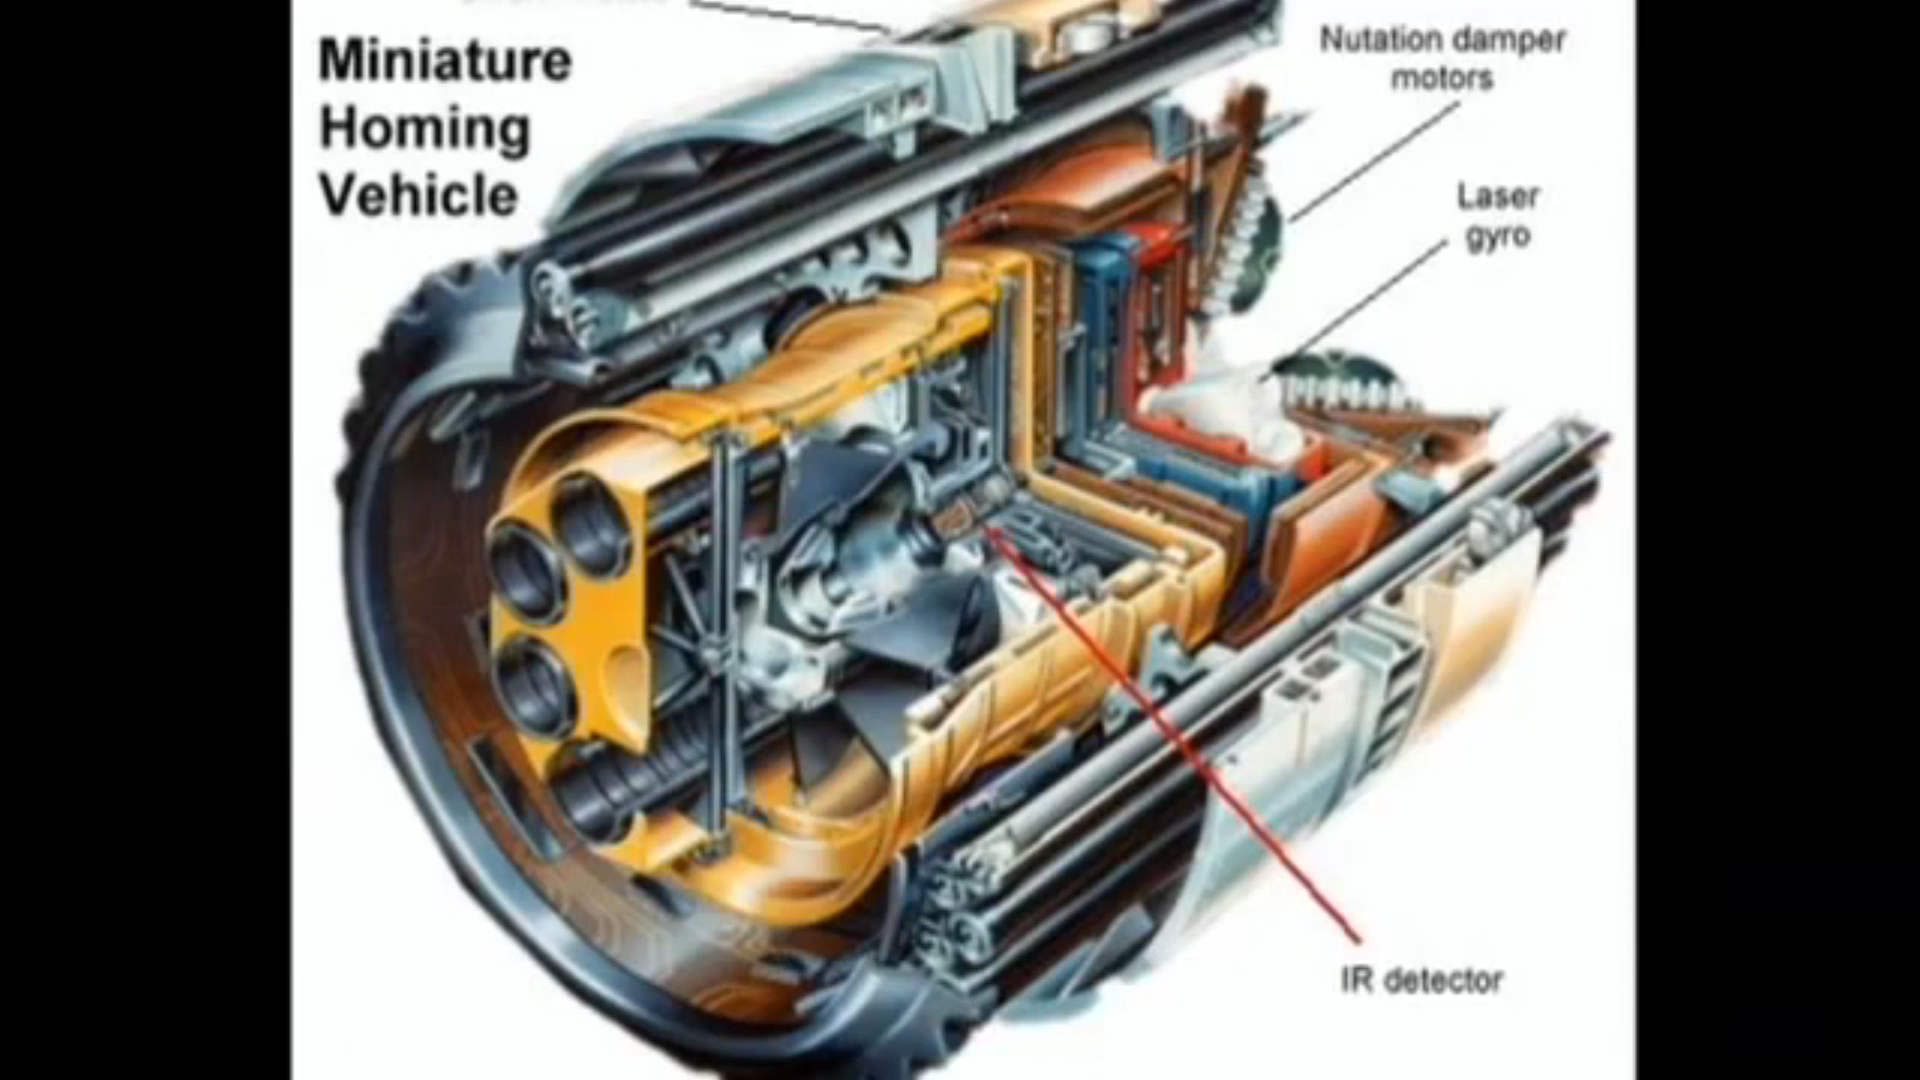 Miniature
Homing
Vehicle
Nutation damper
motors
Laser
gyro
IR detector